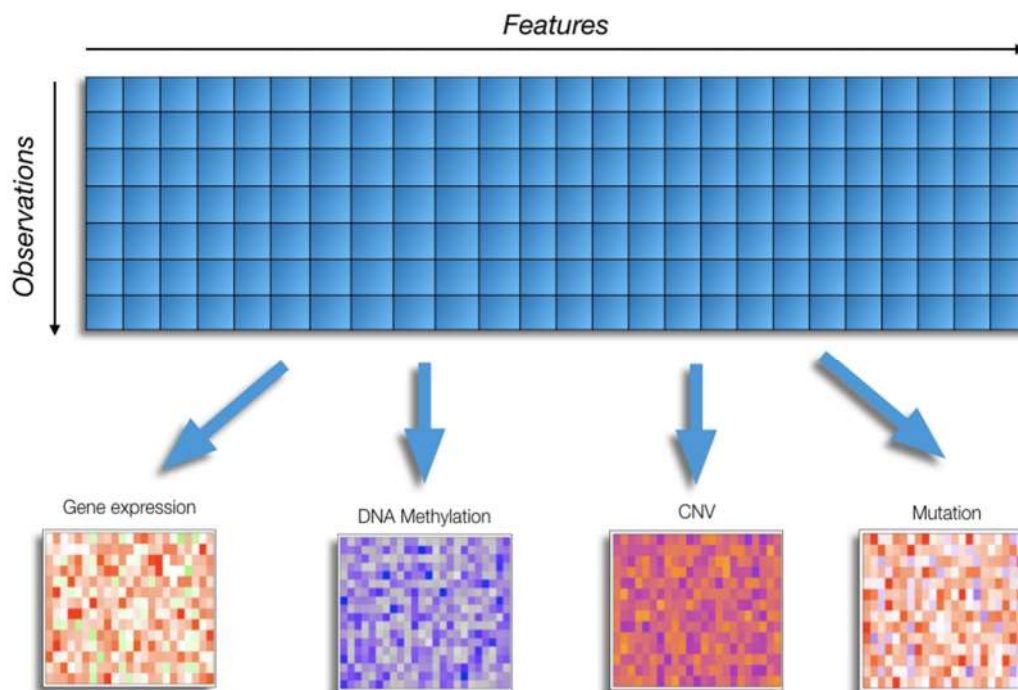 Features
Observations
Gene expression
DNA Methylation
CNV
Mutation